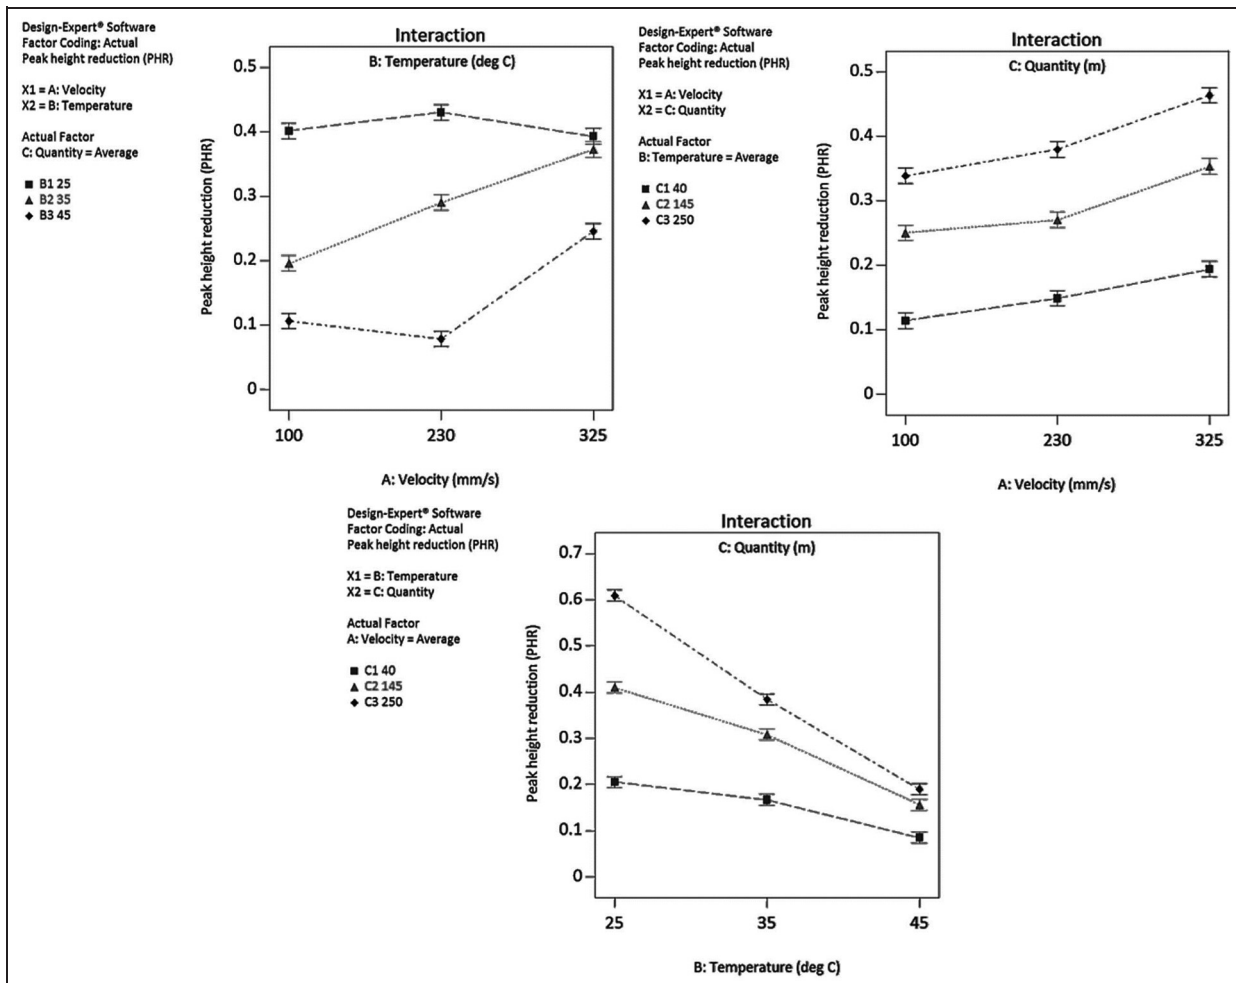 Design-Expert® Software
Factor Coding: Actual
Peak height reduction (PHR)
X1 = A: Velocity
X2 = B: Temperature
Actual Factor
C: Quantity = Average
B1 25
B2 35
B3 45
Interaction
B: Temperature (deg C)
Peak height reduction (PHR)
0.5
0.4
0.3
0.2
0.1
0
100 230 325
A: Velocity (mm/s)
Design-Expert® Software
Factor Coding: Actual
Peak height reduction (PHR)
X1 = A: Velocity
X2 = C: Quantity
Actual Factor
B: Temperature = Average
C1 40
C2 145
C3 250
Interaction
C: Quantity (m)
Peak height reduction (PHR)
0.5
0.4
0.3
0.2
0.1
0
100 230 325
A: Velocity (mm/s)
Design-Expert® Software
Factor Coding: Actual
Peak height reduction (PHR)
X1 = B: Temperature
X2 = C: Quantity
Actual Factor
A: Velocity = Average
C1 40
C2 145
C3 250
Interaction
C: Quantity (m)
Peak height reduction (PHR)
0.7
0.6
0.5
0.4
0.3
0.2
0.1
0
25 35 45
B: Temperature (deg C)